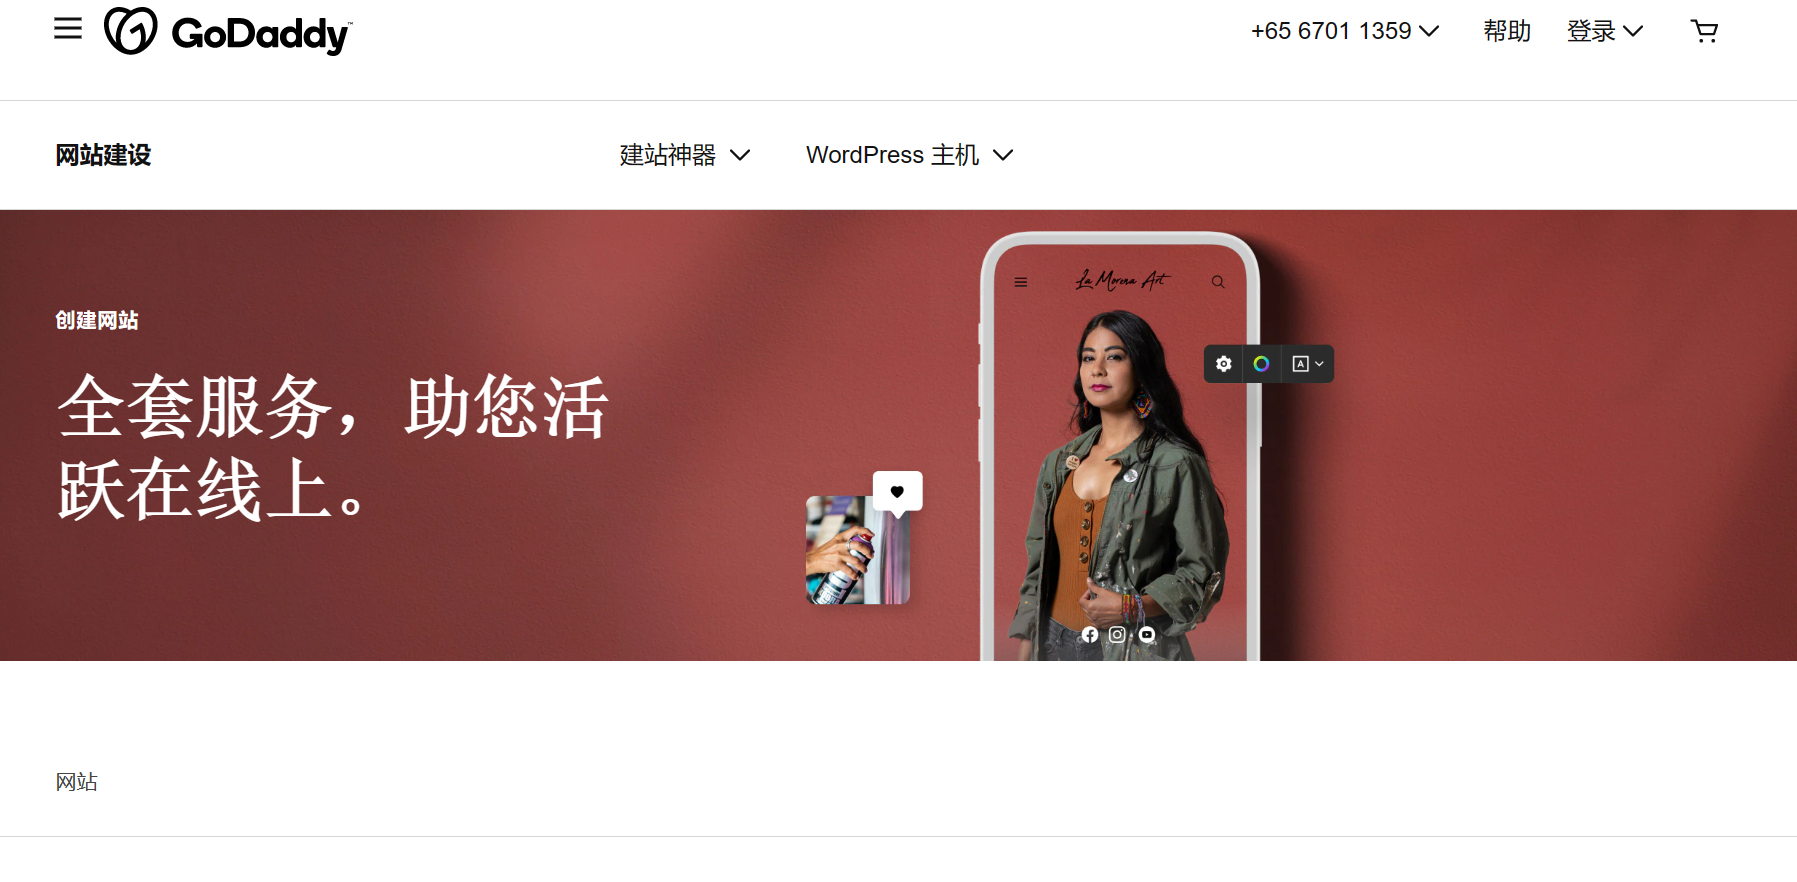 GoDaddy™
+65 6701 1359
帮助
登录
网站建设
建站神器
WordPress 主机
创建网站
全套服务，助您活
跃在线上。
La Morena Art
A
网站